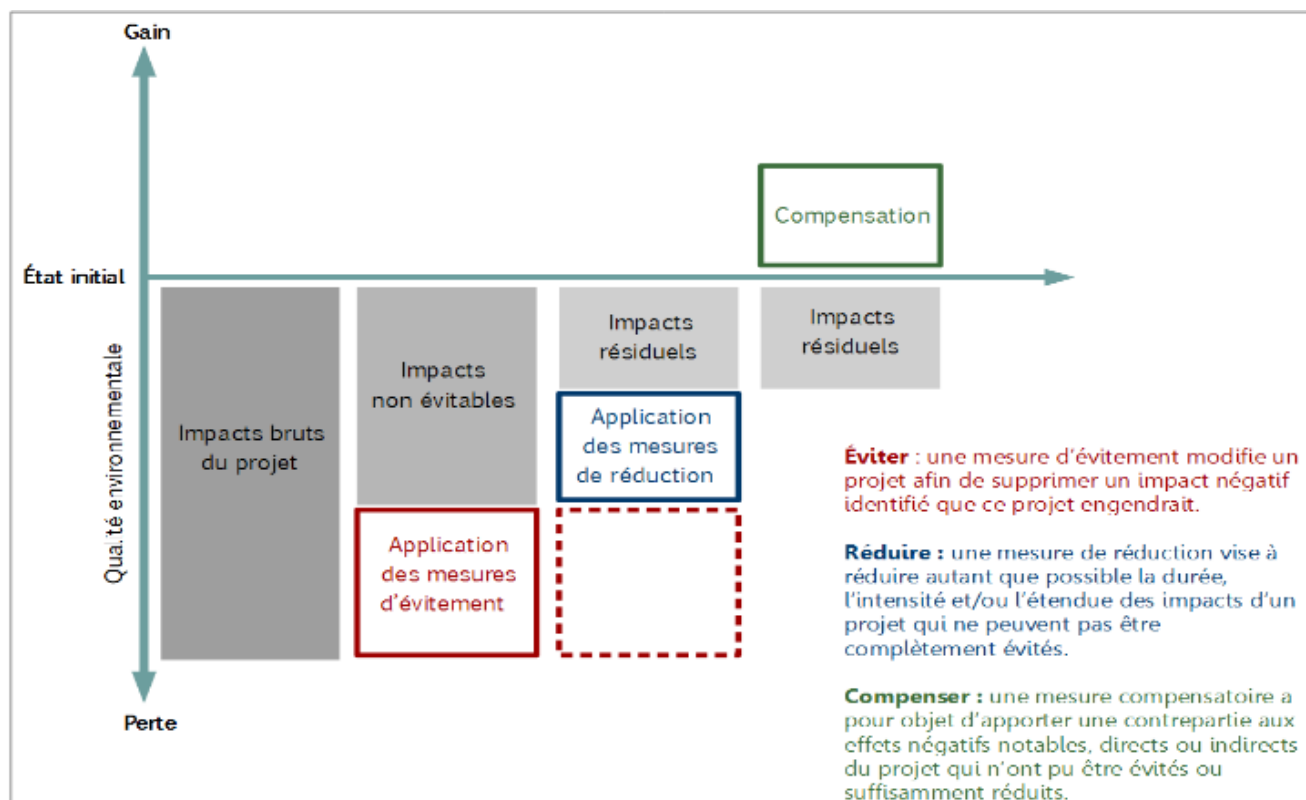 Gain
Compensation
État initial
Qualité environnementale
Impacts bruts
du projet
Impacts
non évitables
Application
des mesures
d'évitement
Impacts
résiduels
Application
des mesures
de réduction
Impacts
résiduels
Perte
Éviter : une mesure d'évitement modifie un
projet afin de supprimer un impact négatif
identifié que ce projet engendrait.
Réduire : une mesure de réduction vise à
réduire autant que possible la durée,
l'intensité et/ou l'étendue des impacts d'un
projet qui ne peuvent pas être
complètement évités.
Compenser : une mesure compensatoire a
pour objet d'apporter une contrepartie aux
effets négatifs notables, directs ou indirects
du projet qui n'ont pu être évités ou
suffisamment réduits.